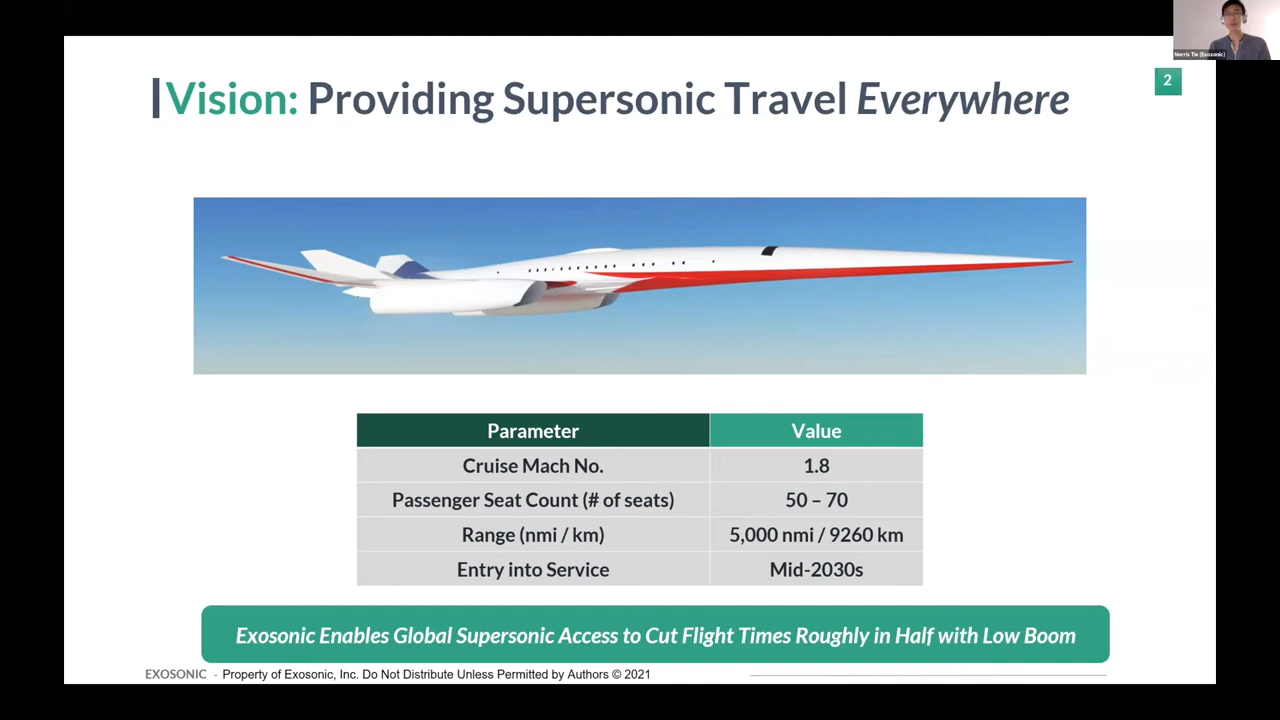 Norris Tie (Exosonic)
2
Vision: Providing Supersonic Travel Everywhere
Parameter Value
Cruise Mach No. 1.8
Passenger Seat Count (# of seats) 50 – 70
Range (nmi / km) 5,000 nmi / 9260 km
Entry into Service Mid-2030s
Exosonic Enables Global Supersonic Access to Cut Flight Times Roughly in Half with Low Boom
EXOSONIC - Property of Exosonic, Inc. Do Not Distribute Unless Permitted by Authors © 2021